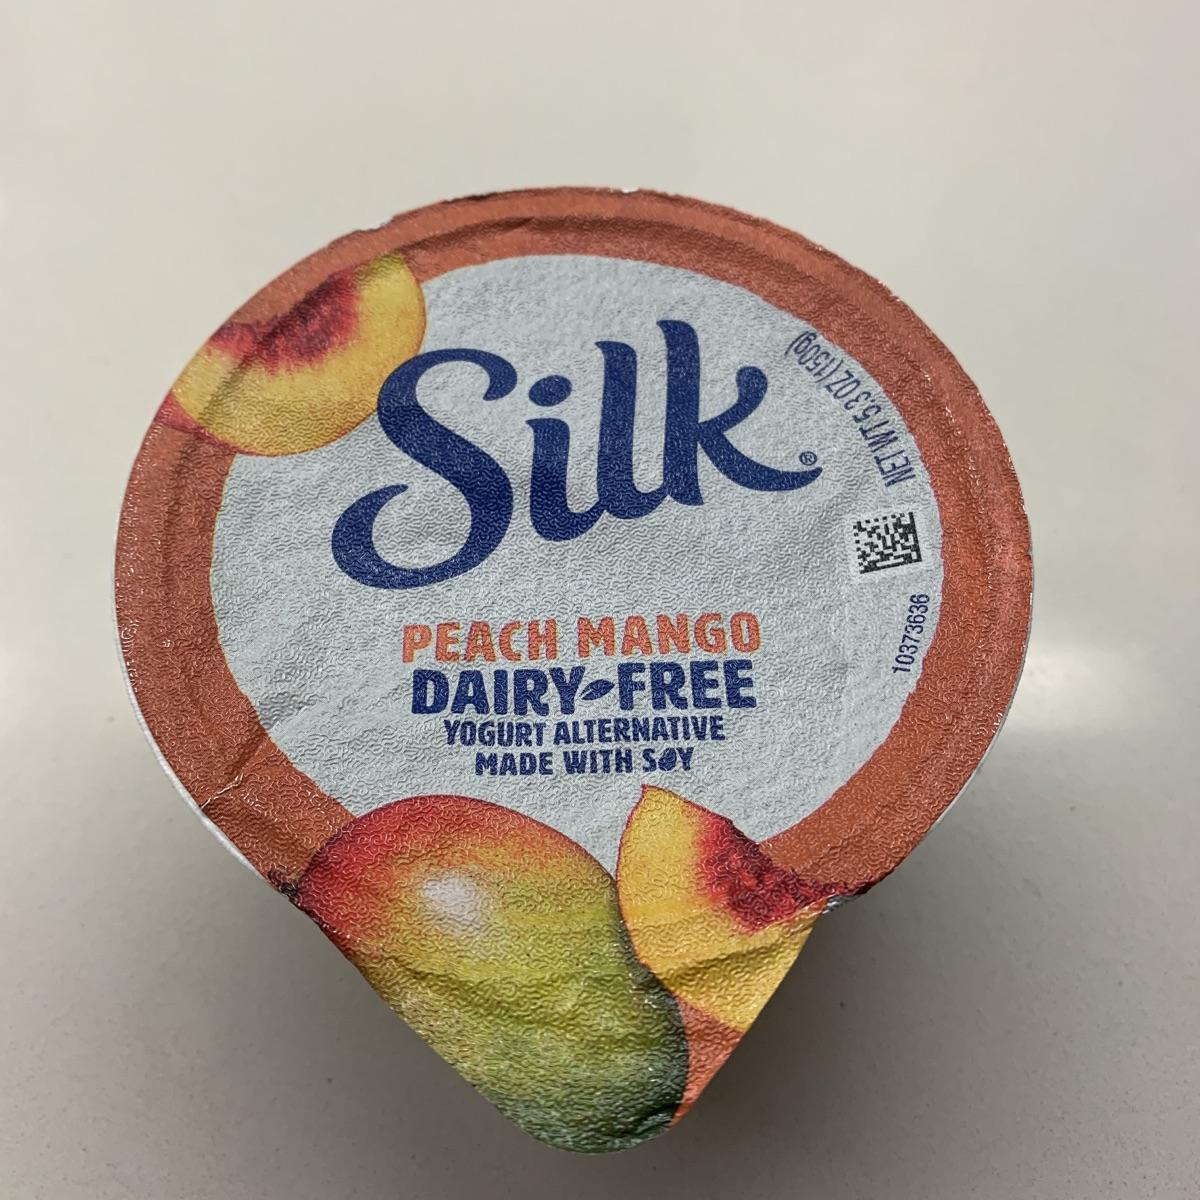 Silk®
PEACH MANGO
DAIRY-FREE
YOGURT ALTERNATIVE
MADE WITH SOY
NET WT 5.3 OZ (150g)
10373636